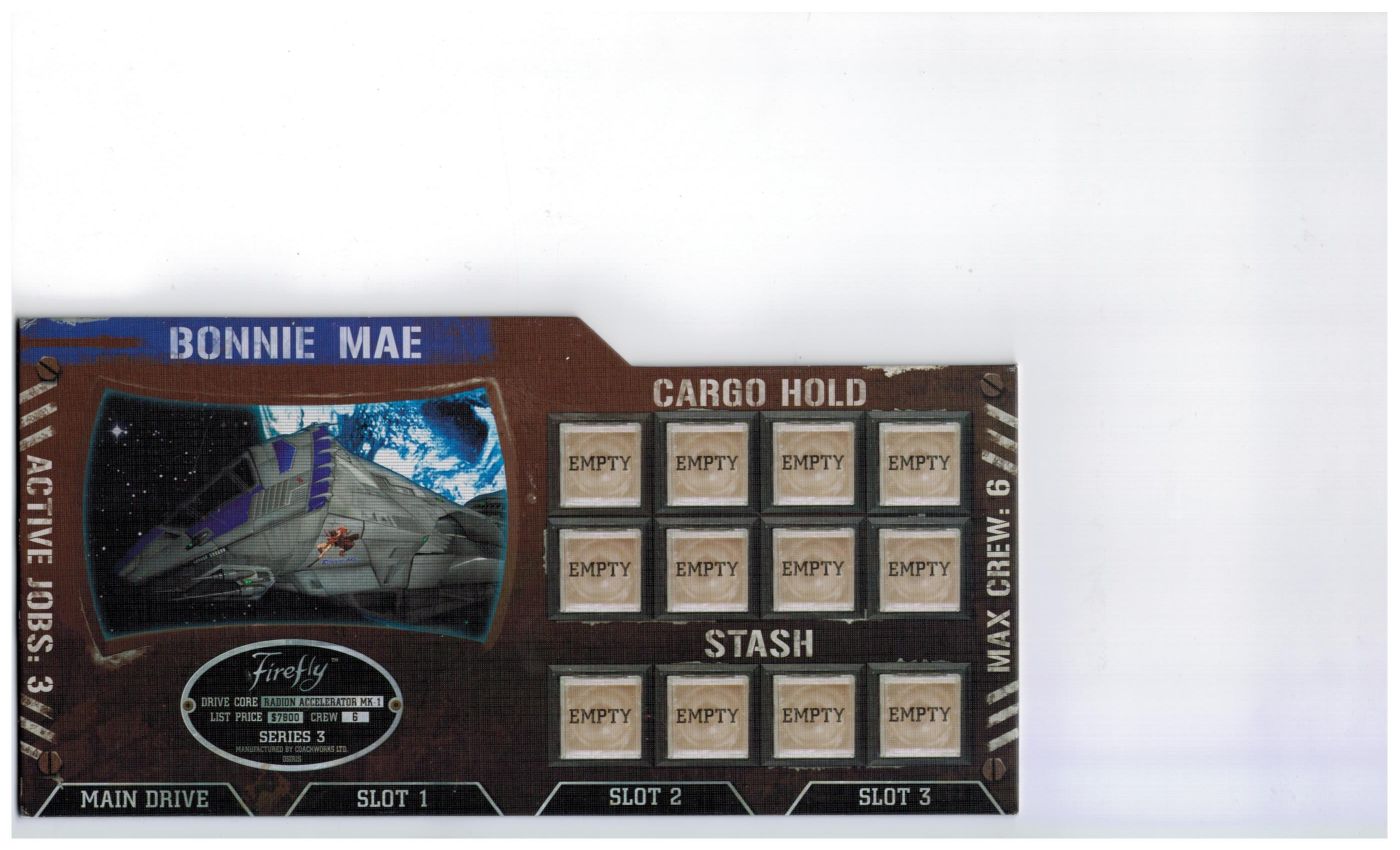 BONNIE MAE
ACTIVE JOBS: 3
CARGO HOLD
EMPTY EMPTY EMPTY EMPTY
EMPTY EMPTY EMPTY EMPTY
STASH
EMPTY EMPTY EMPTY EMPTY
MAX CREW: 6
Firefly™
DRIVE CORE RADION ACCELERATOR MK-1
LIST PRICE $7800 CREW 6
SERIES 3
MANUFACTURED BY COACHWORKS LTD.
OSIRIS
MAIN DRIVE SLOT 1 SLOT 2 SLOT 3